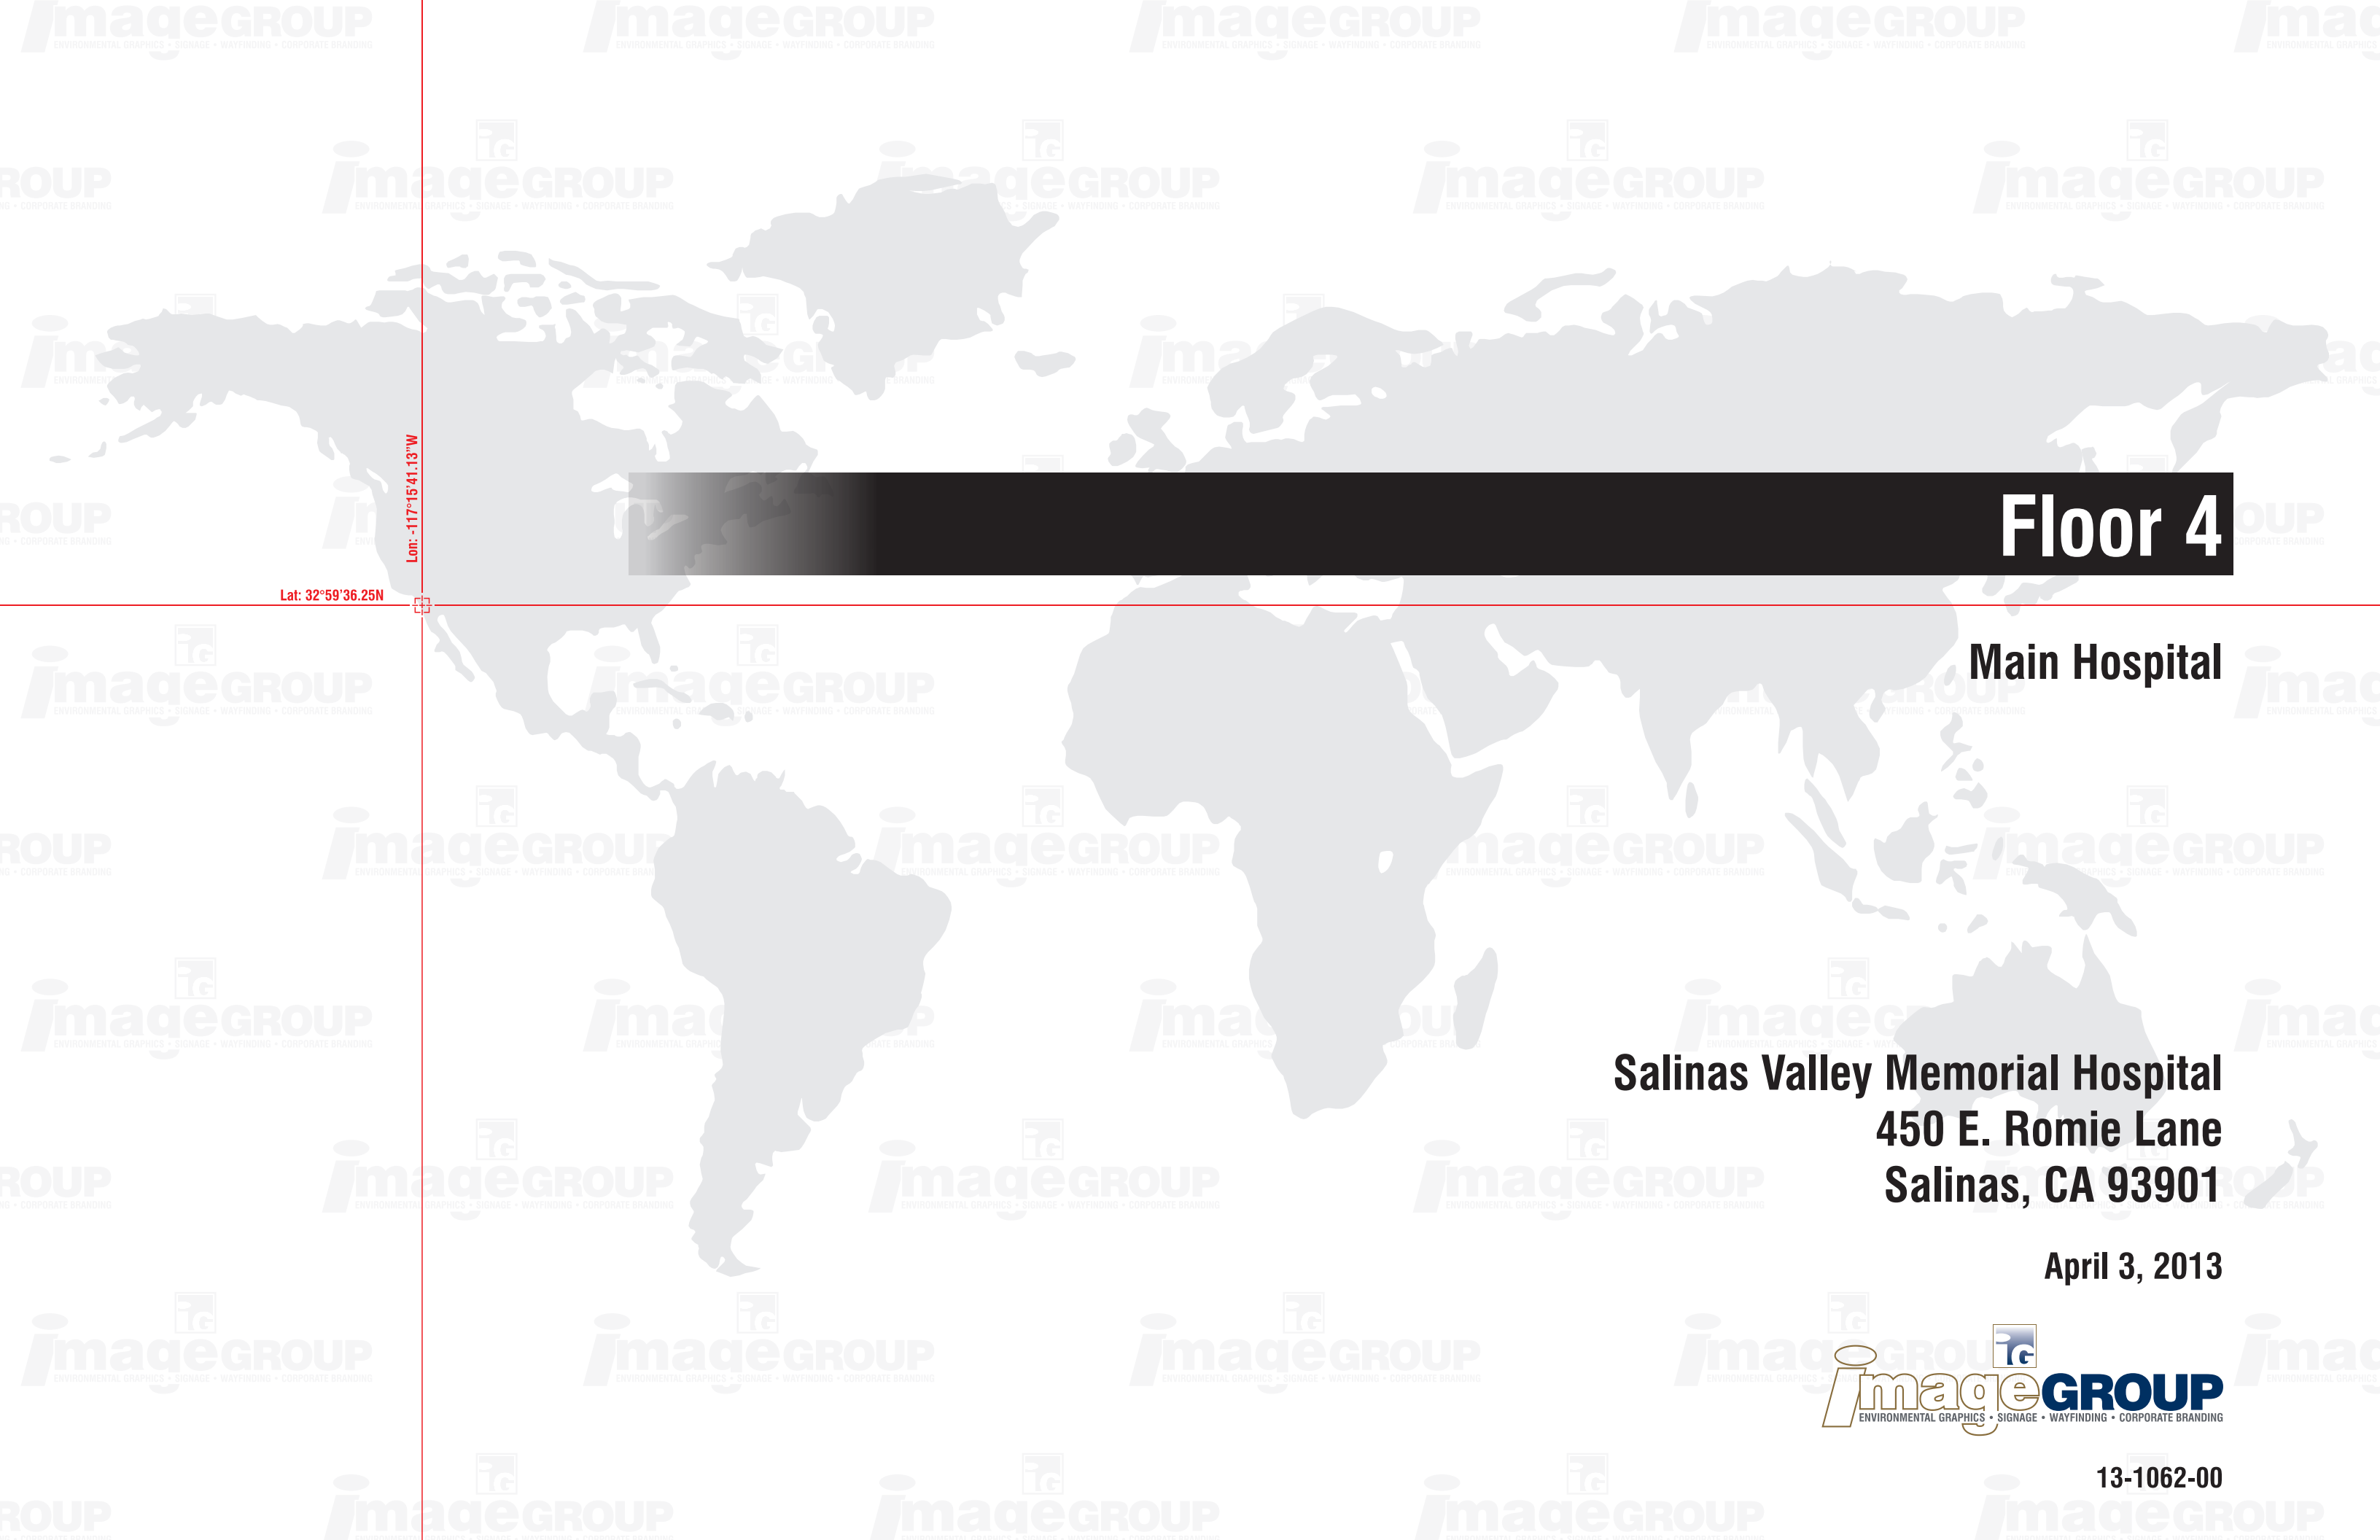 Floor 4
Lon: -117°15'41.13"W
Lat: 32°59'36.25N
Main Hospital
Salinas Valley Memorial Hospital
450 E. Romie Lane
Salinas, CA 93901
April 3, 2013
iG
imageGROUP
ENVIRONMENTAL GRAPHICS • SIGNAGE • WAYFINDING • CORPORATE BRANDING
13-1062-00